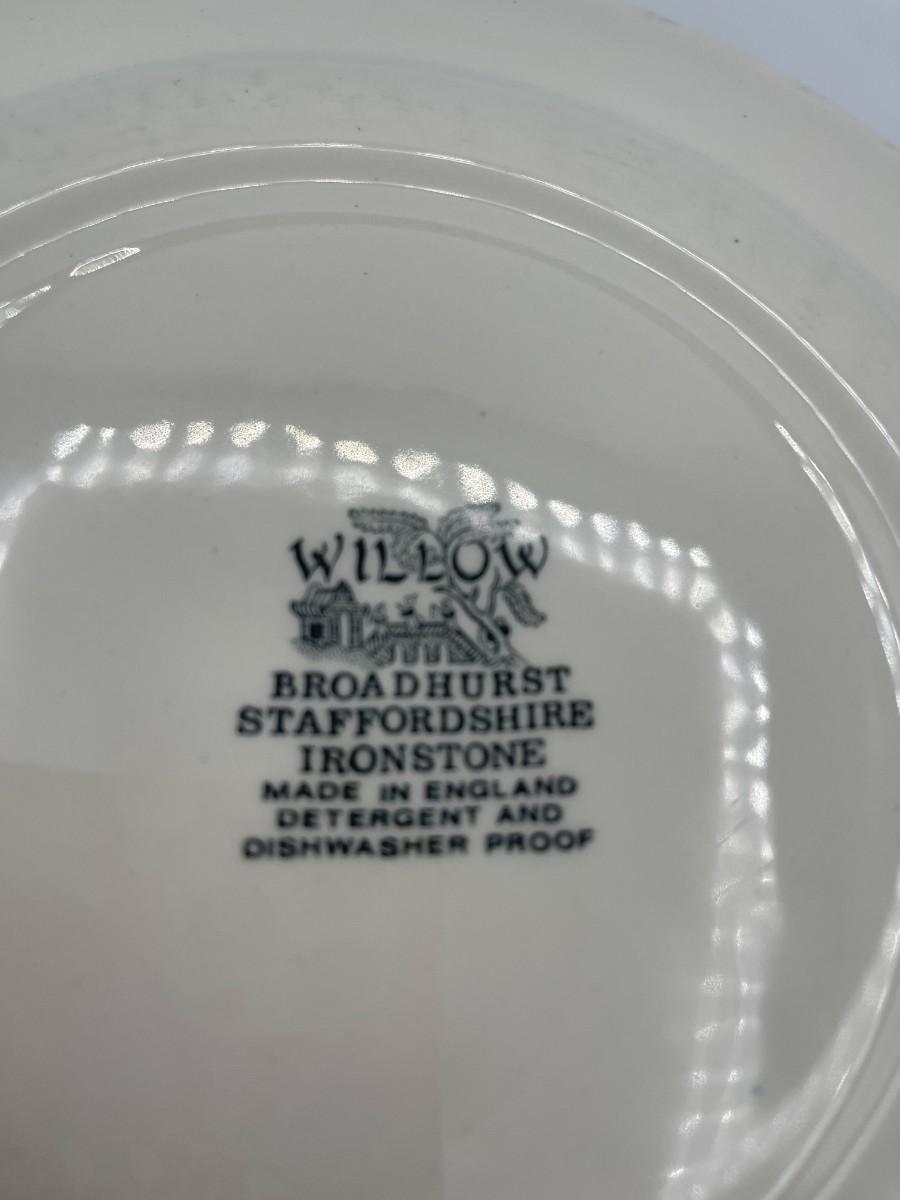 WILLOW
BROADHURST
STAFFORDSHIRE
IRONSTONE
MADE IN ENGLAND
DETERGENT AND
DISHWASHER PROOF